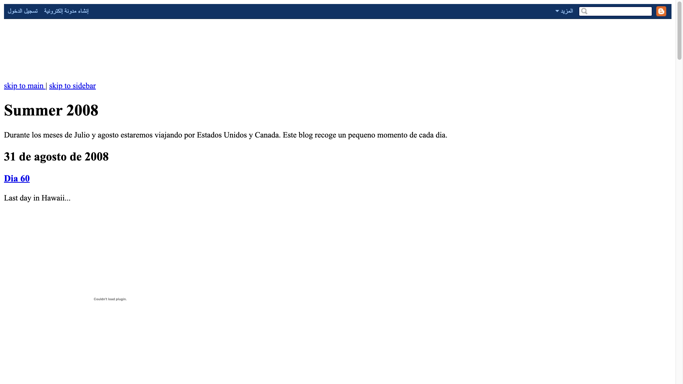 تسجيل الدخول إنشاء مدونة إلكترونية المزيد
skip to main | skip to sidebar
Summer 2008
Durante los meses de Julio y agosto estaremos viajando por Estados Unidos y Canada. Este blog recoge un pequeno momento de cada dia.
31 de agosto de 2008
Dia 60
Last day in Hawaii...
Couldn't load plugin.